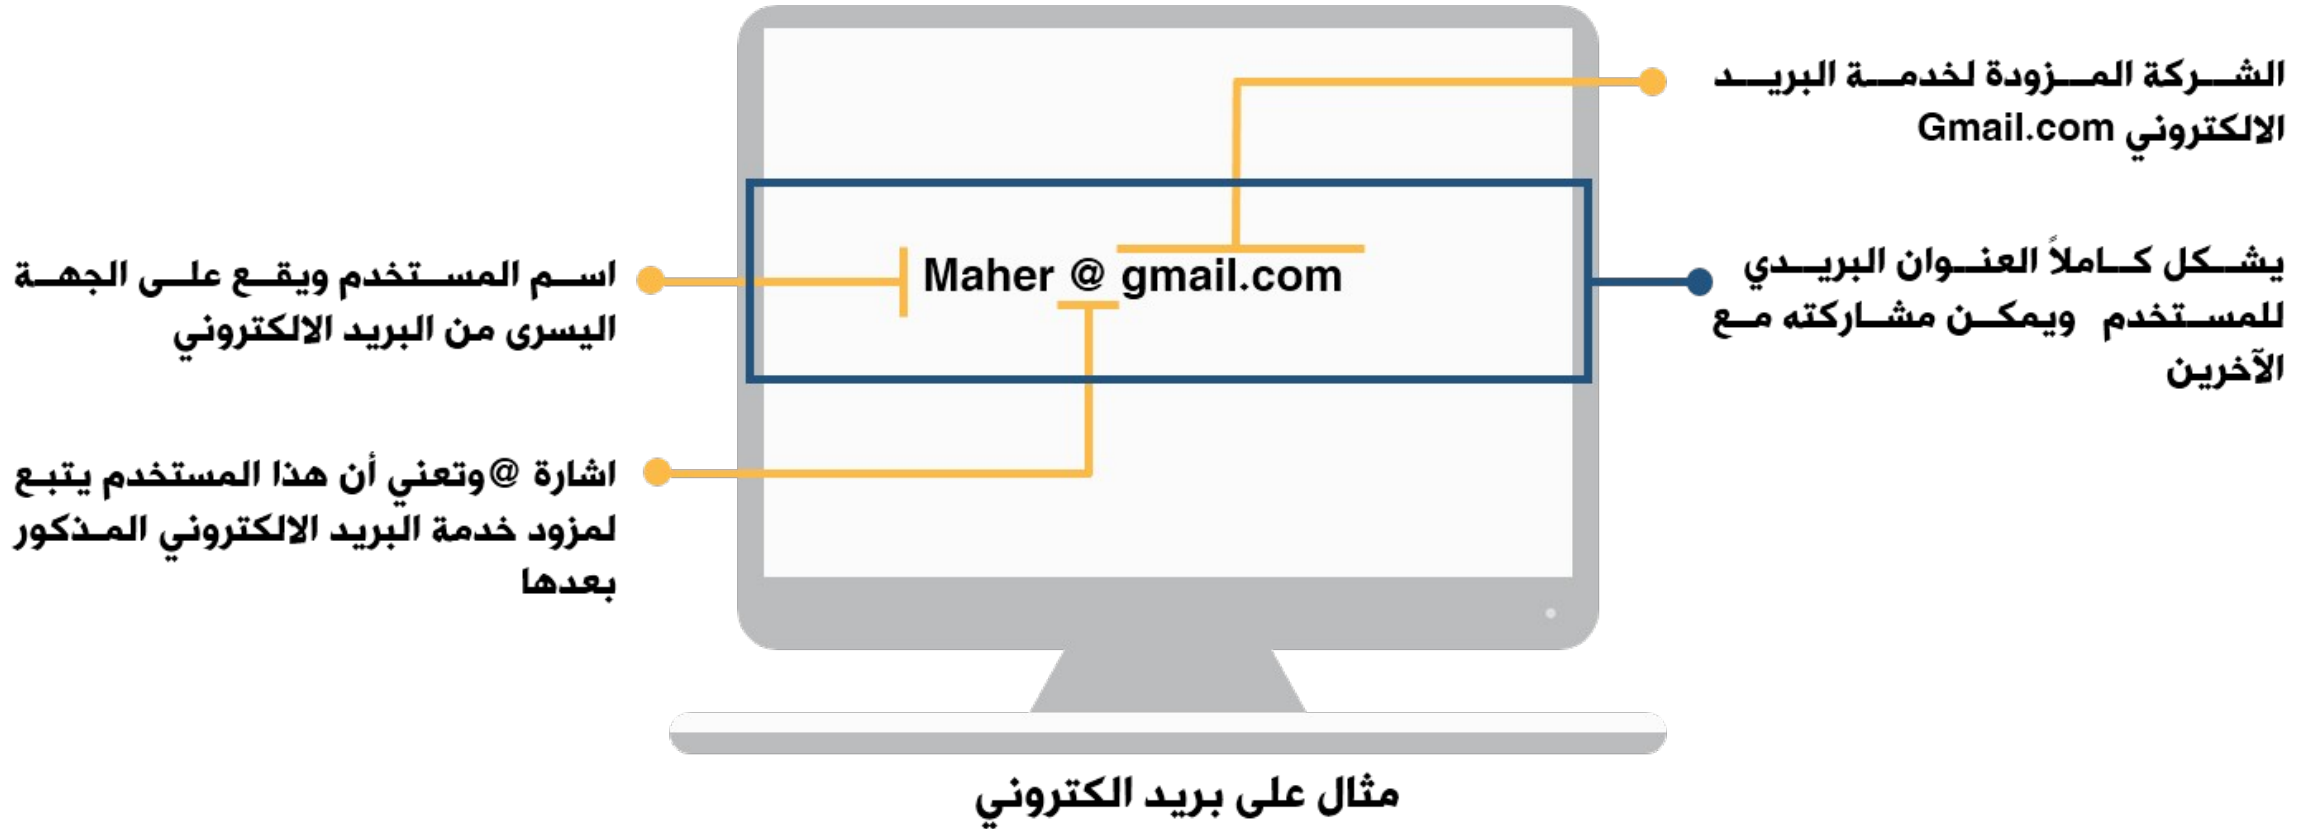 الشركة المزودة لخدمة البريد
الالكتروني Gmail.com
يشكل كاملاً العنوان البريدي
للمستخدم ويمكن مشاركته مع
الآخرين
Maher @ gmail.com
اسم المستخدم ويقع على الجهة
اليسرى من البريد الالكتروني
اشارة @وتعني أن هذا المستخدم يتبع
لمزود خدمة البريد الالكتروني المذكور
بعدها
مثال على بريد الكتروني